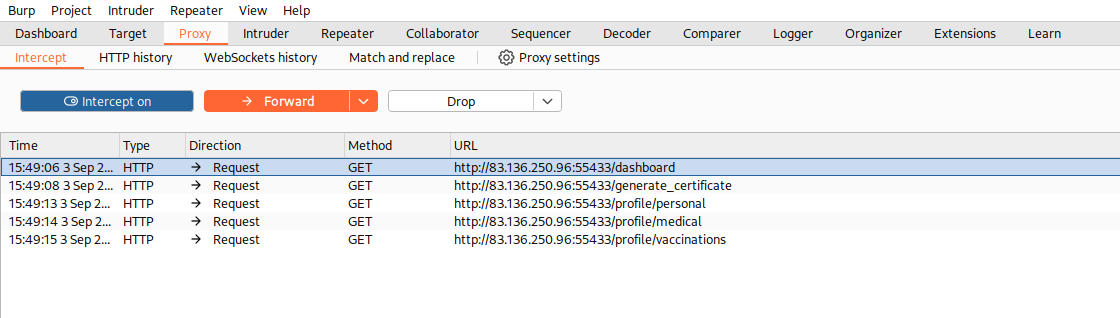 Burp Project Intruder Repeater View Help
Dashboard Target Proxy Intruder Repeater Collaborator Sequencer Decoder Comparer Logger Organizer Extensions Learn
Intercept HTTP history WebSockets history Match and replace Proxy settings
Intercept on Forward Drop
Time Type Direction Method URL
15:49:06 3 Sep 2... HTTP → Request GET http://83.136.250.96:55433/dashboard
15:49:08 3 Sep 2... HTTP → Request GET http://83.136.250.96:55433/generate_certificate
15:49:13 3 Sep 2... HTTP → Request GET http://83.136.250.96:55433/profile/personal
15:49:14 3 Sep 2... HTTP → Request GET http://83.136.250.96:55433/profile/medical
15:49:15 3 Sep 2... HTTP → Request GET http://83.136.250.96:55433/profile/vaccinations